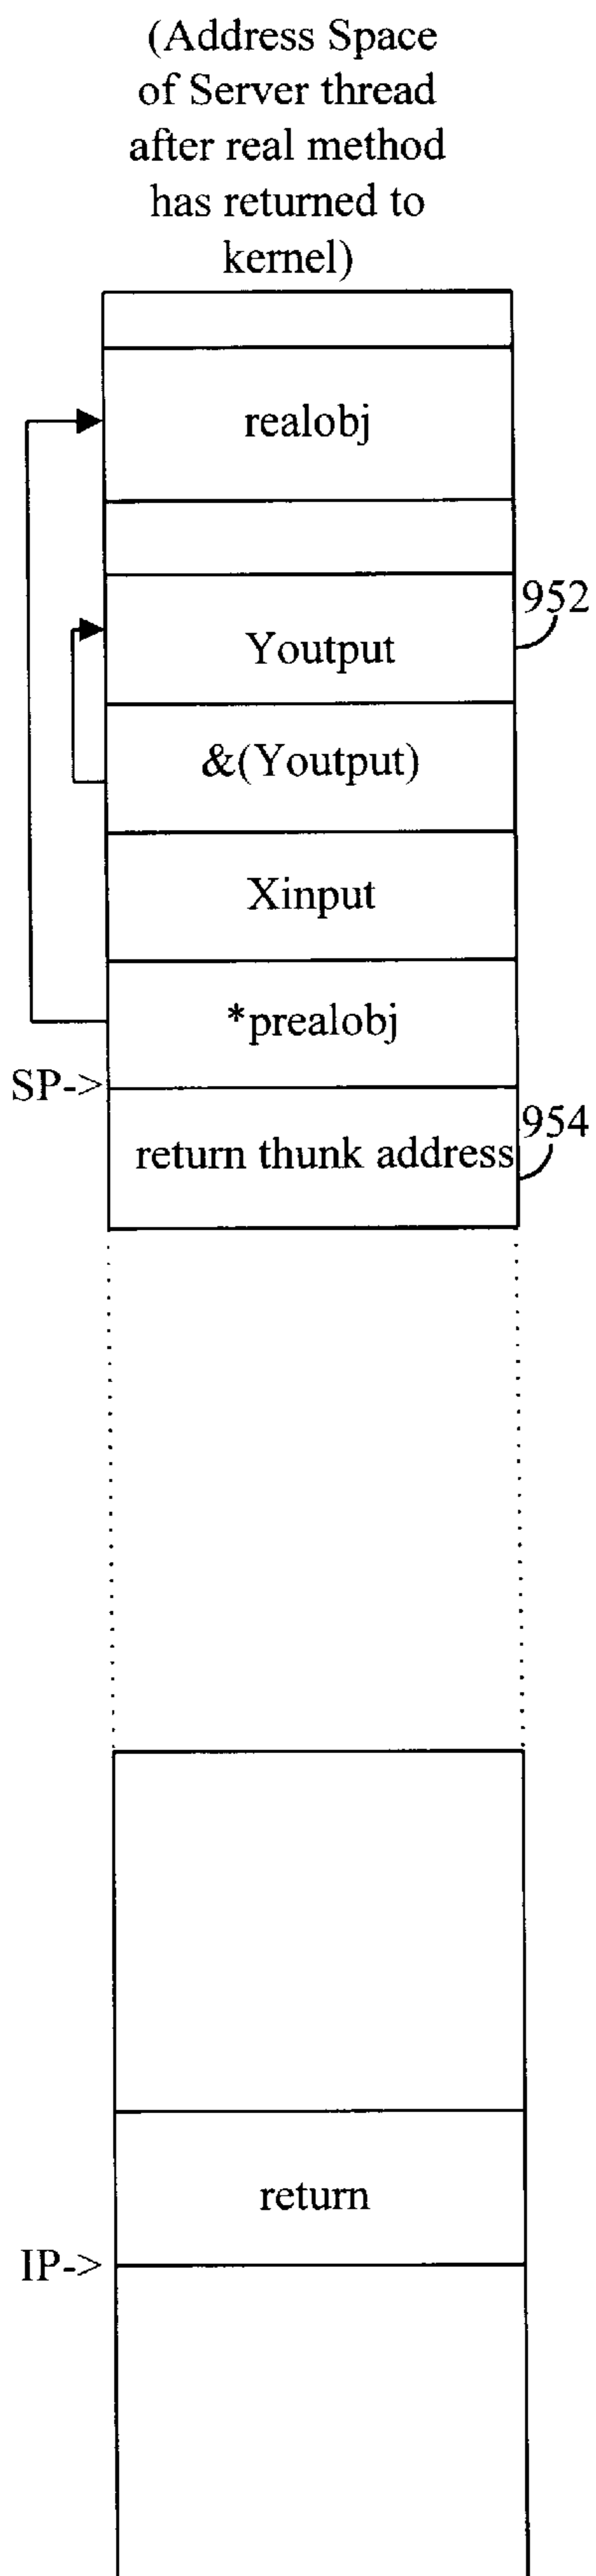 (Address Space
of Server thread
after real method
has returned to
kernel)
realobj
952
Youtput
&(Youtput)
Xinput
*prealobj
SP->
954
return thunk address
return
IP->